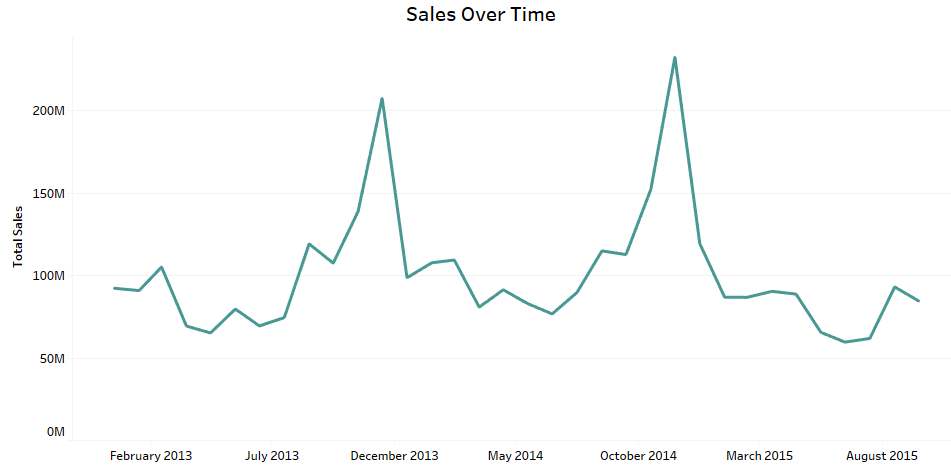 Sales Over Time
Total Sales
200M
150M
100M
50M
0M
February 2013 July 2013 December 2013 May 2014 October 2014 March 2015 August 2015